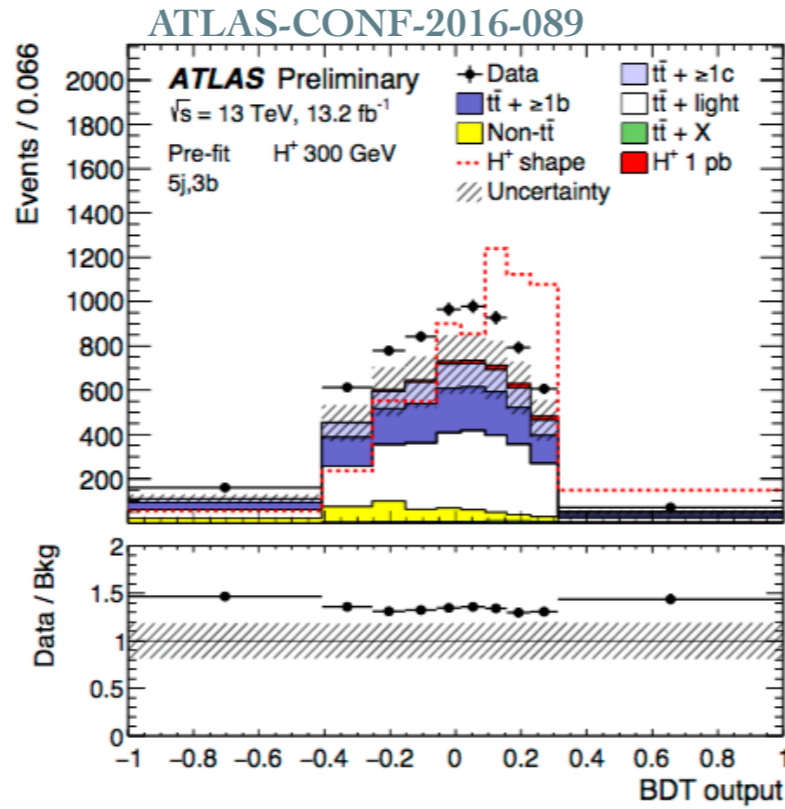 ATLAS-CONF-2016-089
ATLAS Preliminary
√s = 13 TeV, 13.2 fb⁻¹
Pre-fit H⁺ 300 GeV
5j,3b
Data
tt̄ + ≥1c
tt̄ + ≥1b
tt̄ + light
Non-tt̄
tt̄ + X
H⁺ shape
H⁺ 1 pb
Uncertainty
Events / 0.066
2000
1800
1600
1400
1200
1000
800
600
400
200
Data / Bkg
2
1.5
1
0.5
0
−1 −0.8 −0.6 −0.4 −0.2 0 0.2 0.4 0.6 0.8 1
BDT output